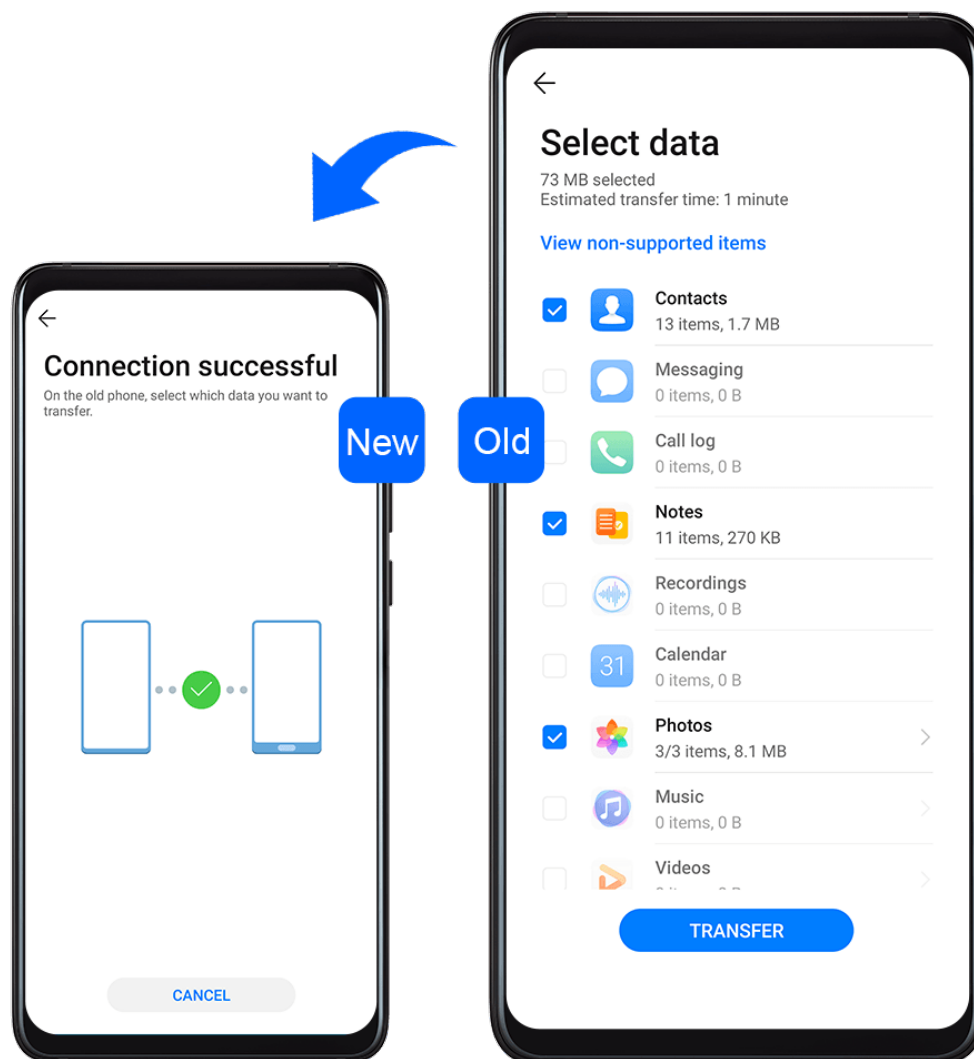 Connection successful
On the old phone, select which data you want to
transfer.
New
CANCEL
Old
Select data
73 MB selected
Estimated transfer time: 1 minute
View non-supported items
Contacts
13 items, 1.7 MB
Messaging
0 items, 0 B
Call log
0 items, 0 B
Notes
11 items, 270 KB
Recordings
0 items, 0 B
31
Calendar
0 items, 0 B
Photos
3/3 items, 8.1 MB
Music
0 items, 0 B
Videos
TRANSFER